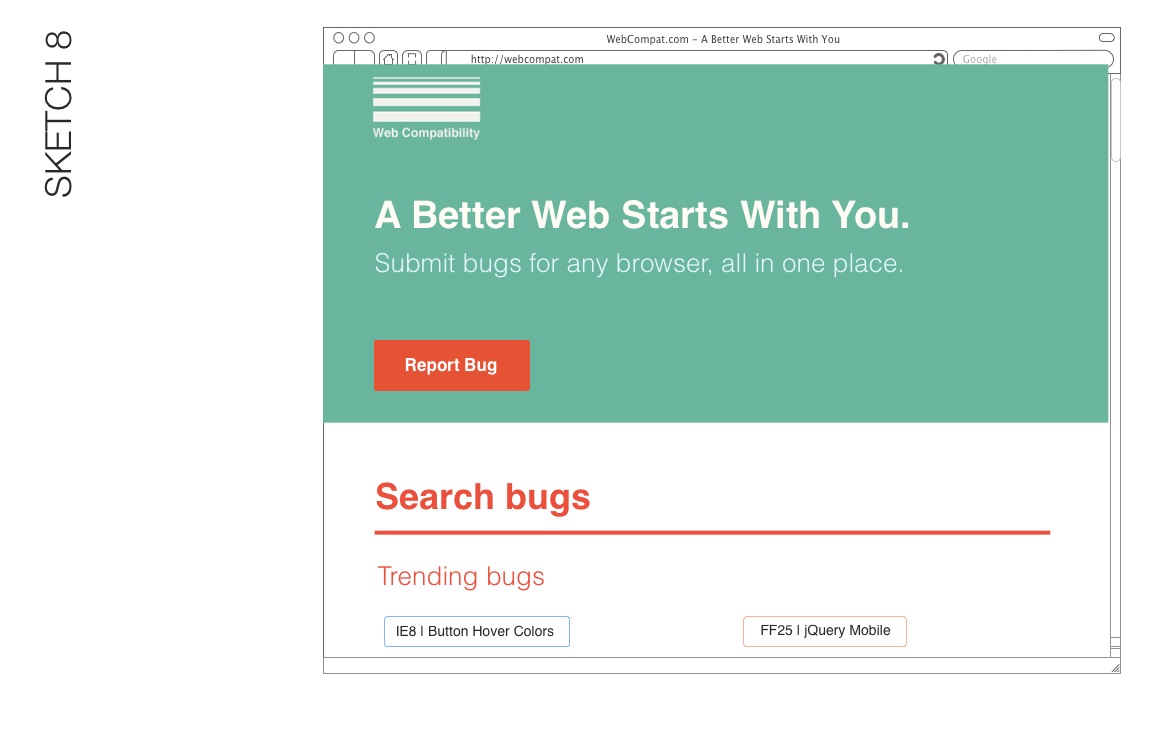 SKETCH 8
WebCompat.com – A Better Web Starts With You
http://webcompat.com
Google
Web Compatibility
A Better Web Starts With You.
Submit bugs for any browser, all in one place.
Report Bug
Search bugs
Trending bugs
IE8 | Button Hover Colors
FF25 | jQuery Mobile